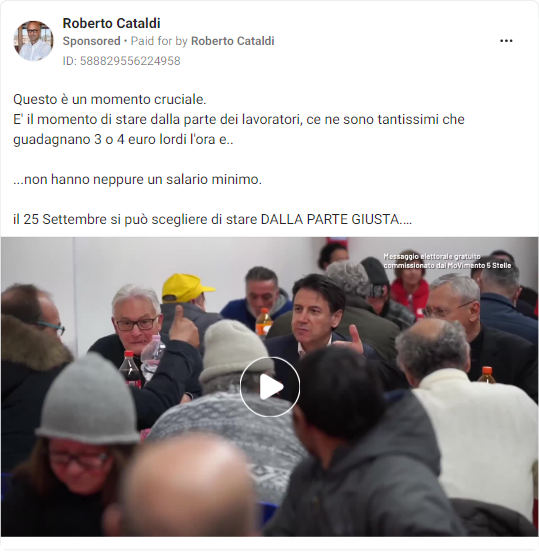 Roberto Cataldi
Sponsored • Paid for by Roberto Cataldi
ID: 588829556224958
Questo è un momento cruciale.
E' il momento di stare dalla parte dei lavoratori, ce ne sono tantissimi che
guadagnano 3 o 4 euro lordi l'ora e..
...non hanno neppure un salario minimo.
il 25 Settembre si può scegliere di stare DALLA PARTE GIUSTA....
Messaggio elettorale gratuito
commissionato dal MoVimento 5 Stelle